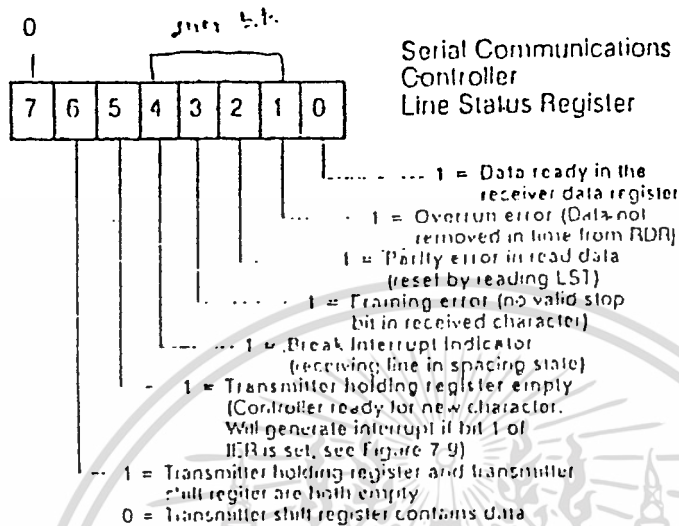 0
Serial Communications
Controller
Line Status Register
7 6 5 4 3 2 1 0
1 = Data ready in the
receiver data register
1 = Overrun error (Data not
removed in time from RDR)
1 = Parity error in read data
(reset by reading LST)
1 = Framing error (no valid stop
bit in received character)
1 = Break Interrupt Indicator
(receiving line in spacing state)
1 = Transmitter holding register empty
(Controller ready for new character.
Will generate interrupt if bit 1 of
IER is set, see Figure 7.9)
1 = Transmitter holding register and transmitter
shift regiter are both empty
0 = Transmitter shift register contains data